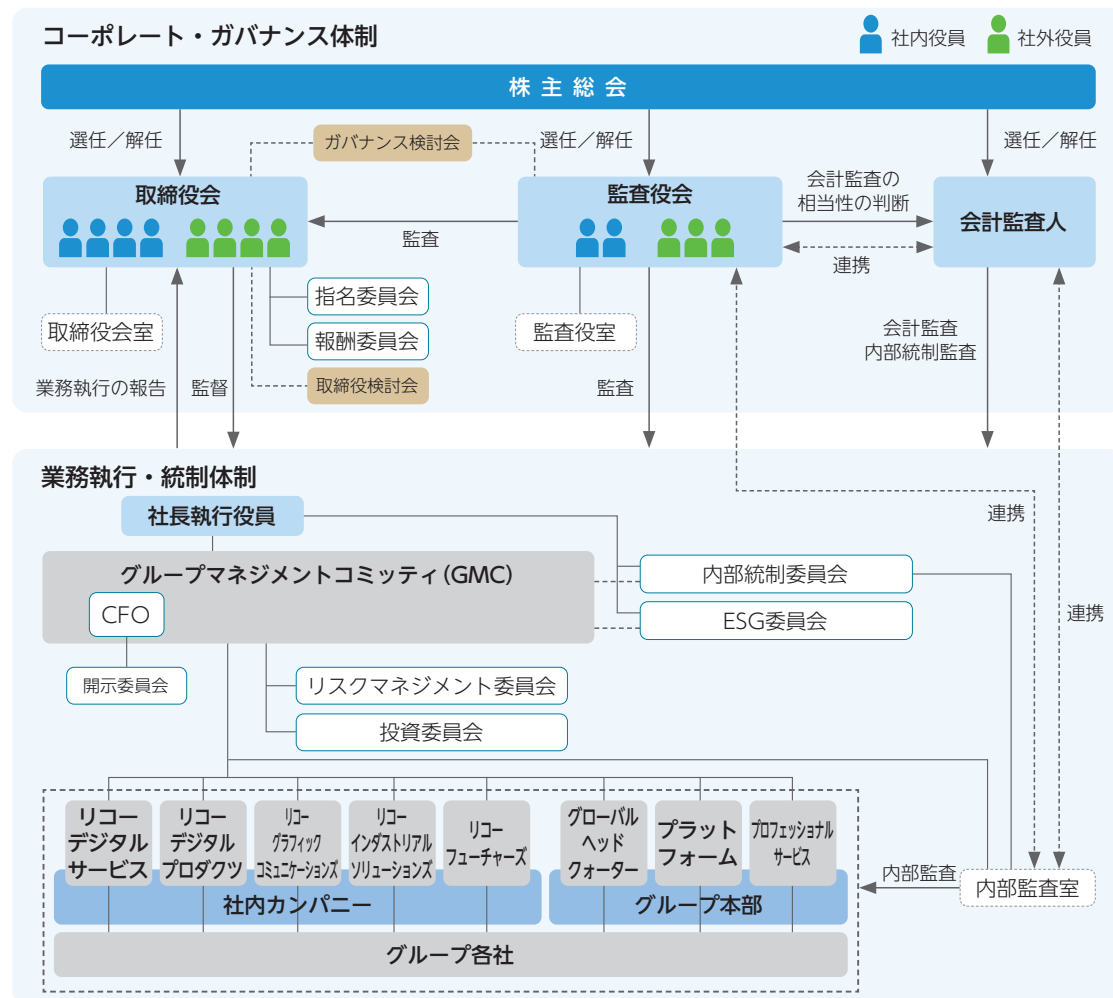 コーポレート・ガバナンス体制
社内役員
社外役員
株主総会
選任／解任
ガバナンス検討会
選任／解任
選任／解任
取締役会
監査役会
会計監査の
相当性の判断
会計監査人
監査
連携
指名委員会
取締役会室
監査役室
会計監査
内部統制監査
報酬委員会
業務執行の報告
監督
取締役検討会
監査
業務執行・統制体制
社長執行役員
連携
グループマネジメントコミッティ(GMC)
内部統制委員会
CFO
ESG委員会
連携
開示委員会
リスクマネジメント委員会
投資委員会
リコー
デジタル
サービス
リコー
デジタル
プロダクツ
リコー
グラフィック
コミュニケーションズ
リコー
インダストリアル
ソリューションズ
リコー
フューチャーズ
グローバル
ヘッド
クォーター
プラット
フォーム
プロフェッショナル
サービス
内部監査
内部監査室
社内カンパニー
グループ本部
グループ各社